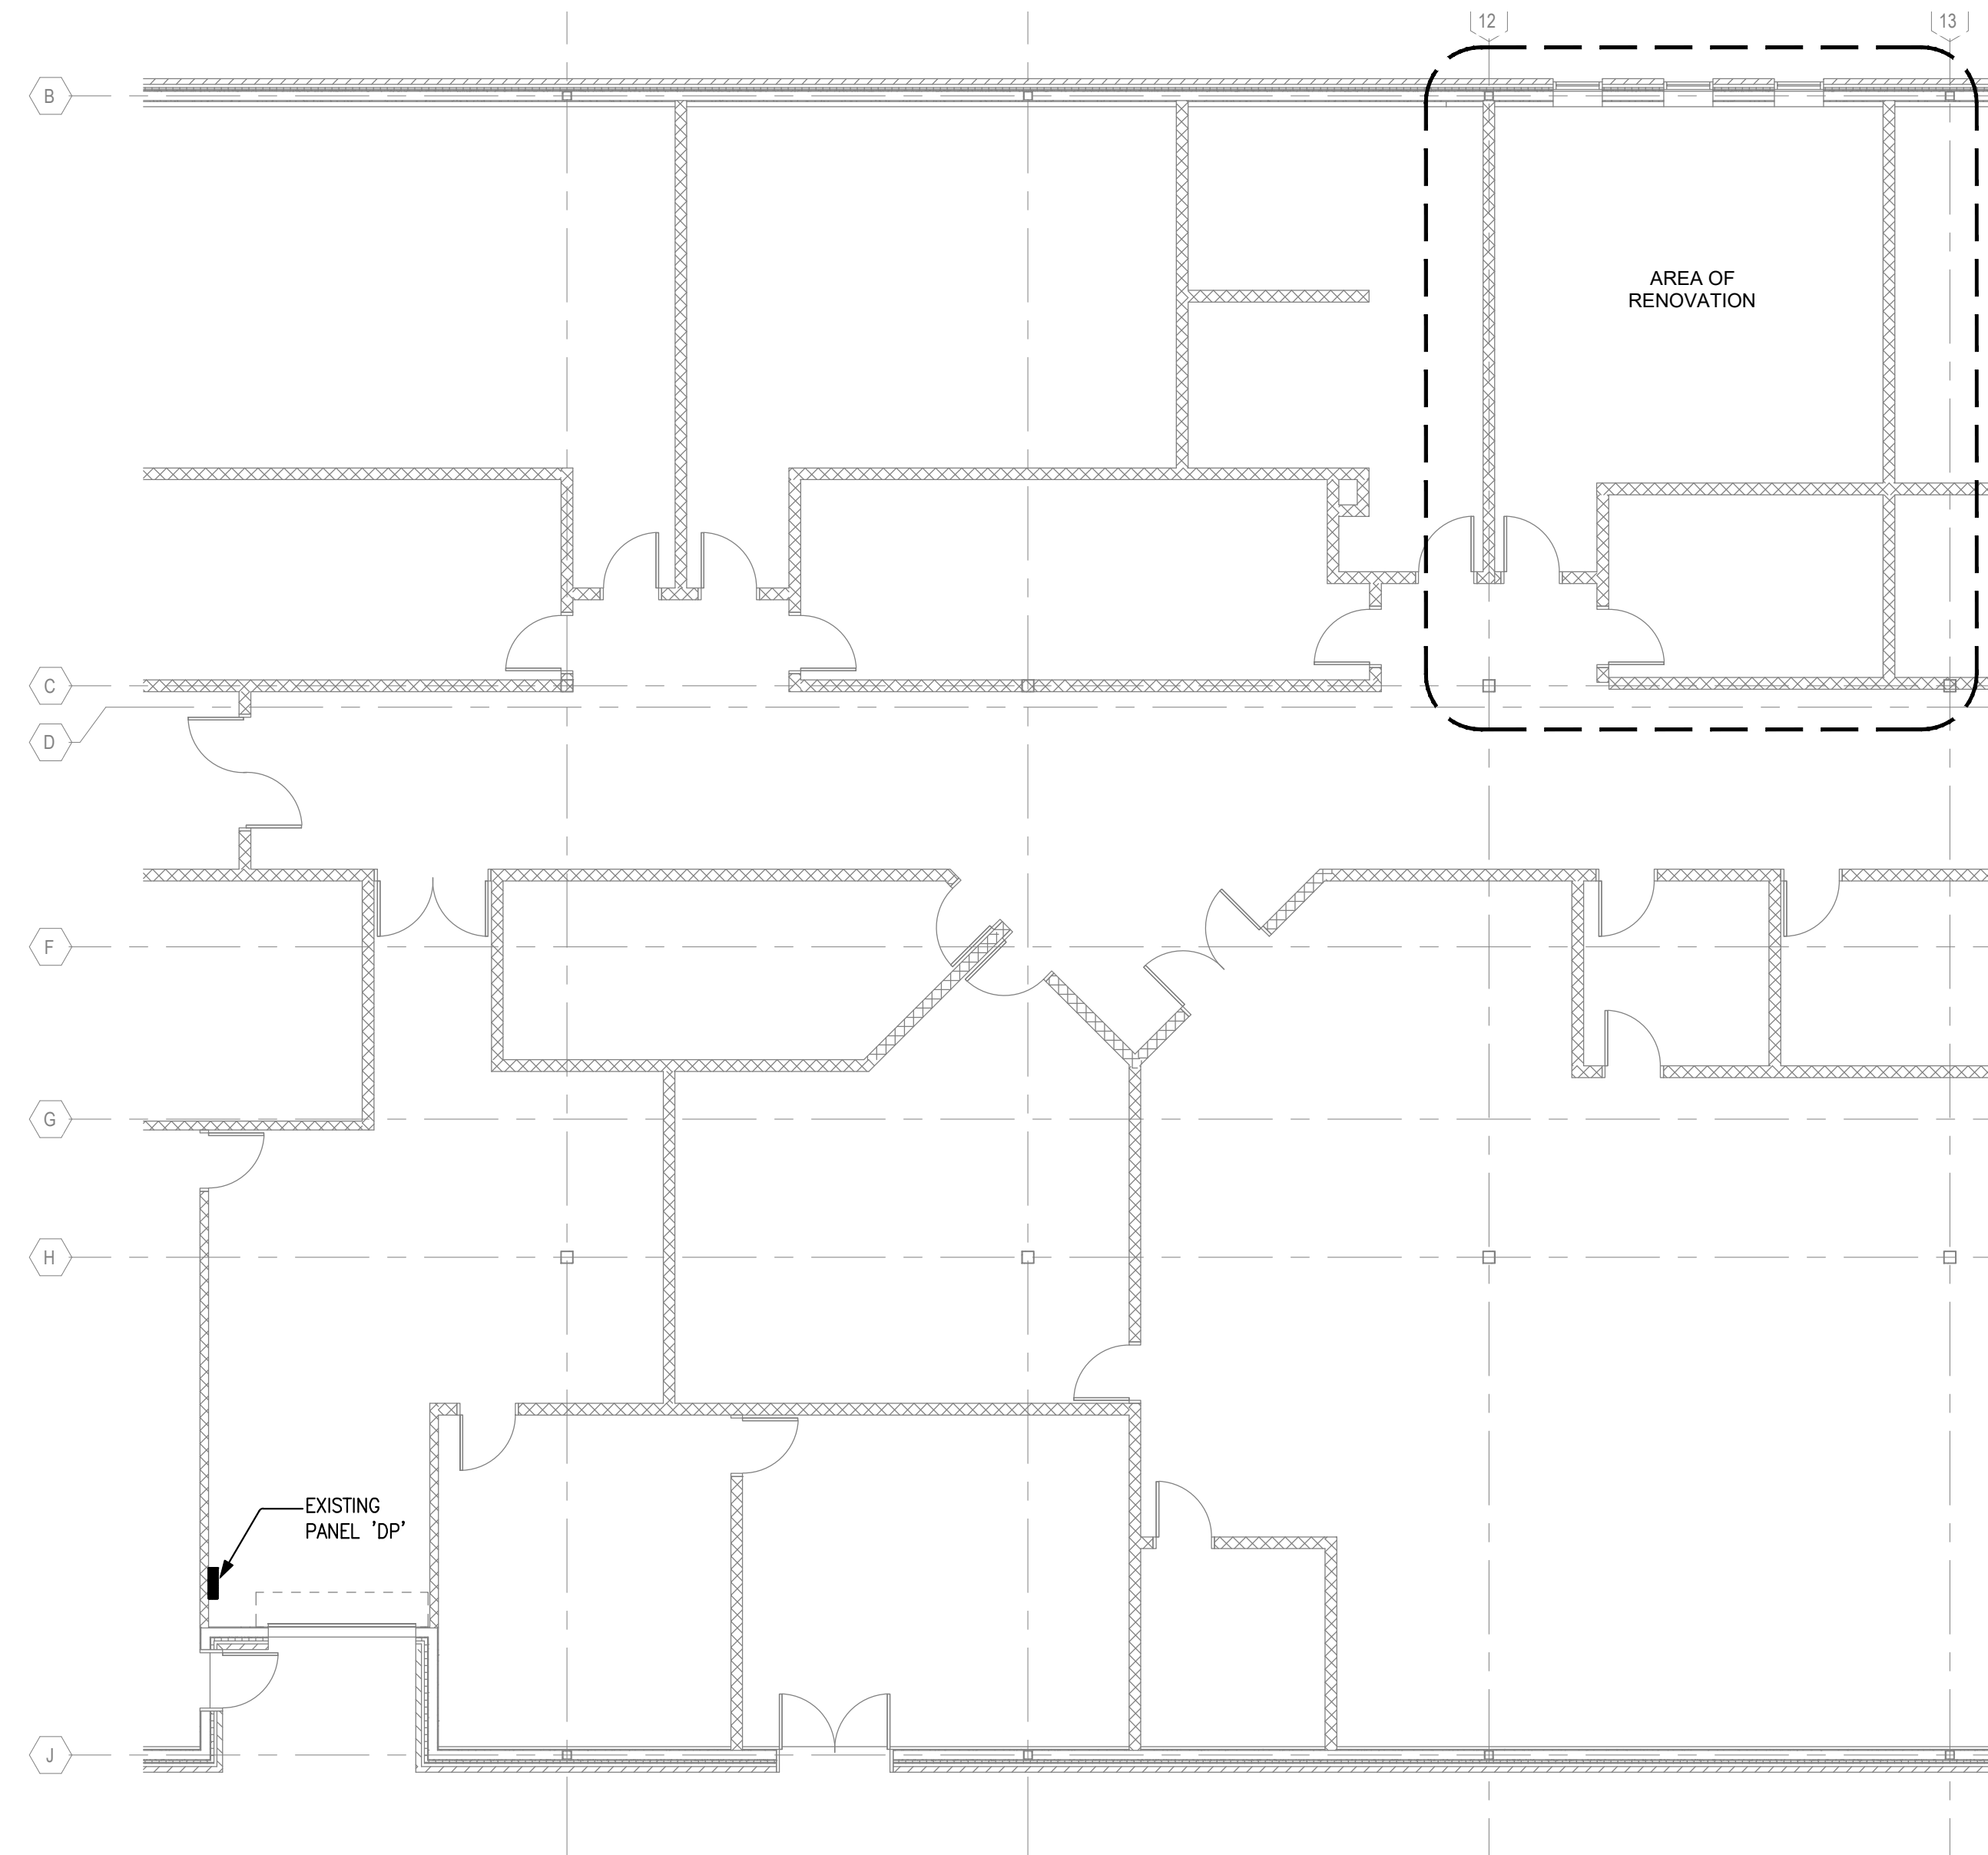 12
13
B
AREA OF
RENOVATION
C
D
F
G
H
EXISTING
PANEL 'DP'
J